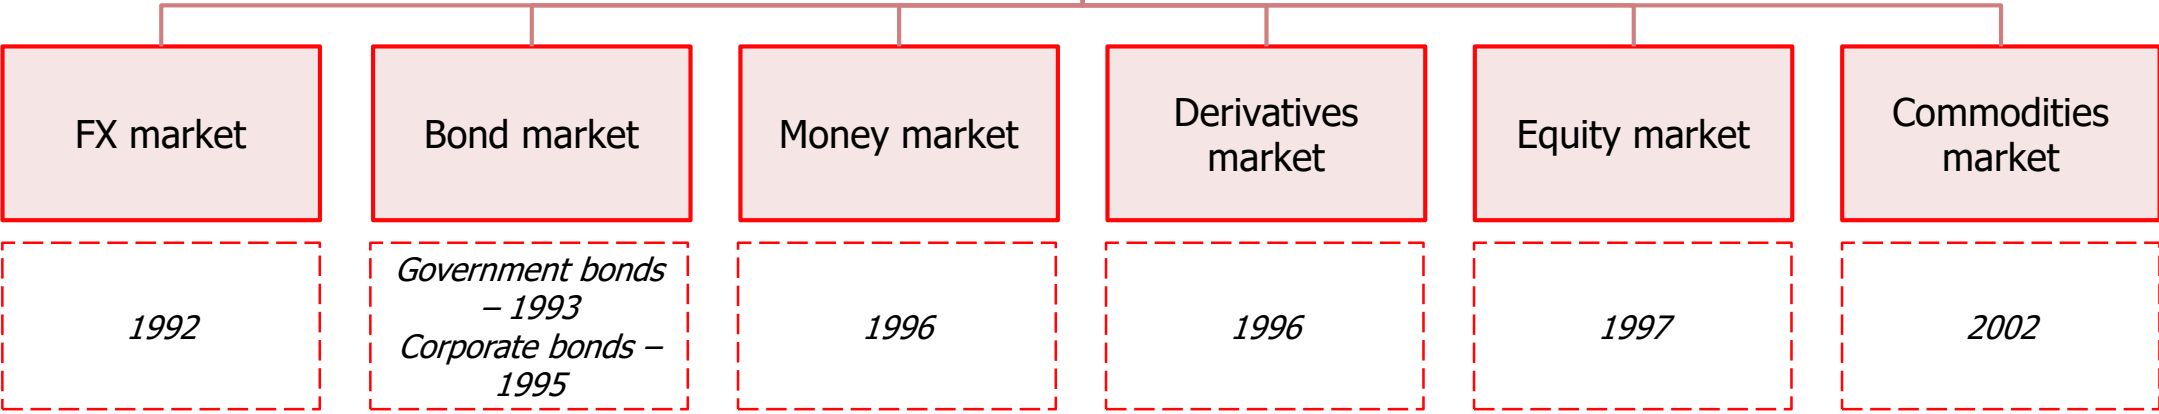 FX market
Bond market
Money market
Derivatives
market
Equity market
Commodities
market
1992
Government bonds
– 1993
Corporate bonds –
1995
1996
1996
1997
2002